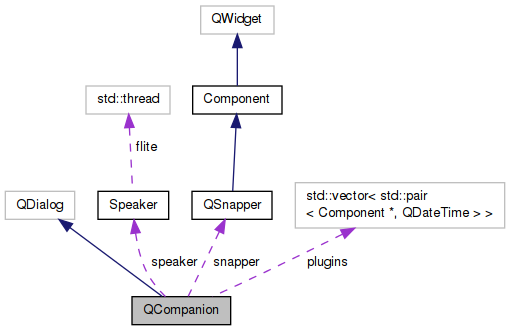 QWidget
std::thread
Component
flite
QDialog
Speaker
QSnapper
std::vector< std::pair
< Component *, QDateTime > >
speaker
snapper
plugins
QCompanion